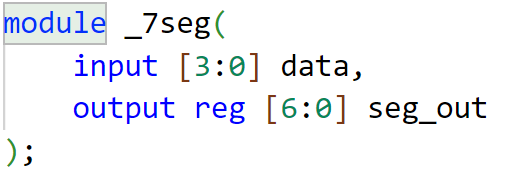 module _7seg(
    input [3:0] data,
    output reg [6:0] seg_out
);